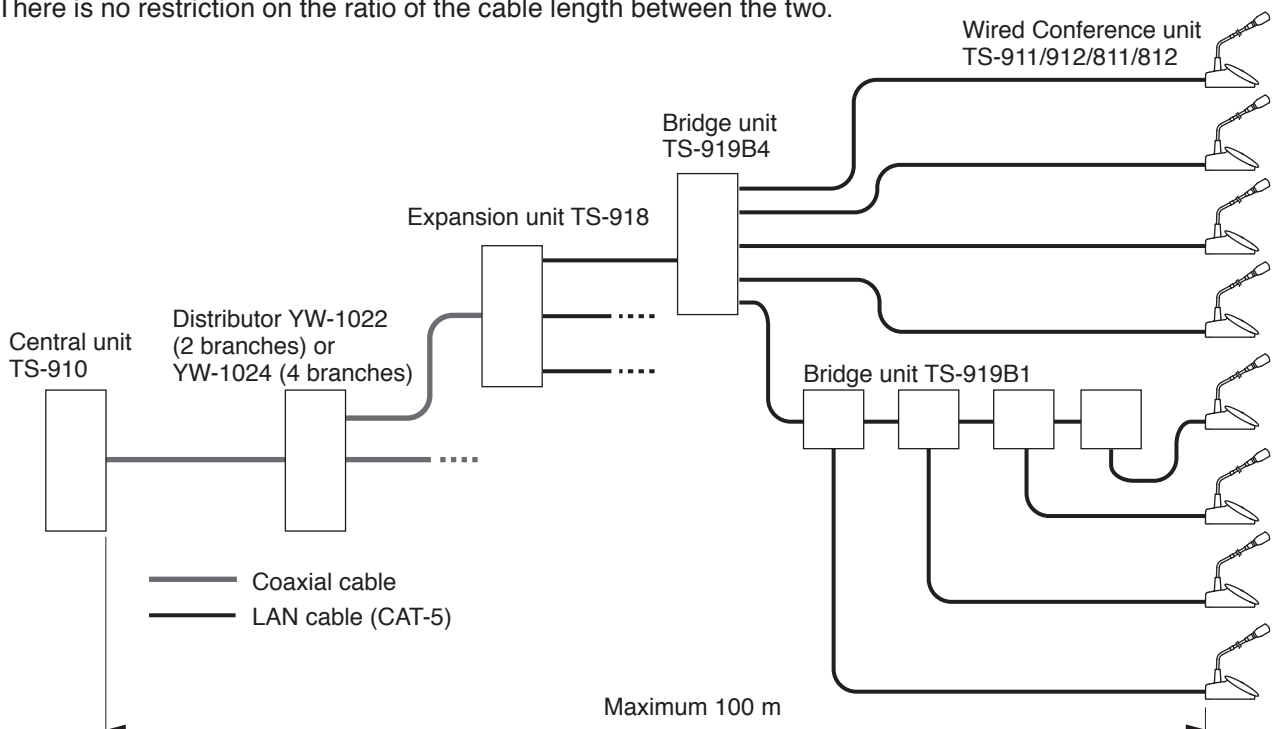 There is no restriction on the ratio of the cable length between the two.
Wired Conference unit
TS-911/912/811/812
Bridge unit
TS-919B4
Expansion unit TS-918
Distributor YW-1022
(2 branches) or
YW-1024 (4 branches)
Central unit
TS-910
Bridge unit TS-919B1
Coaxial cable
LAN cable (CAT-5)
Maximum 100 m